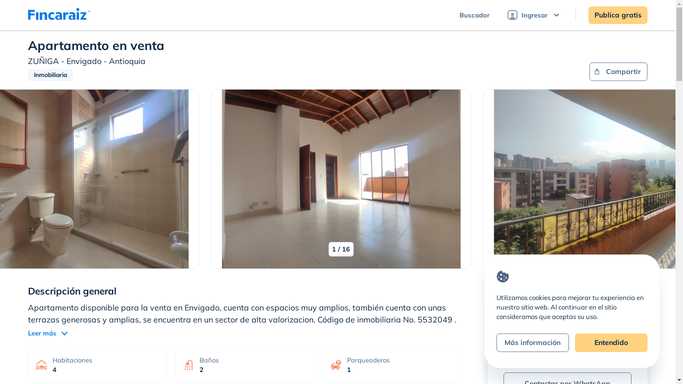 Fincaraiz
Buscador
Ingresar
Publica gratis
Apartamento en venta
ZUÑIGA - Envigado - Antioquia
Inmobiliaria
Compartir
1 / 16
Descripción general
Apartamento disponible para la venta en Envigado, cuenta con espacios muy amplios, también cuenta con unas
terrazas generosas y amplias, se encuentra en un sector de alta valorizacion. Código de inmobiliaria No. 5532049 .
Leer más
Habitaciones
4
Baños
2
Parqueaderos
1
Utilizamos cookies para mejorar tu experiencia en
nuestro sitio web. Al continuar en el sitio
consideramos que aceptas su uso.
Más información
Entendido
Contactar por WhatsApp